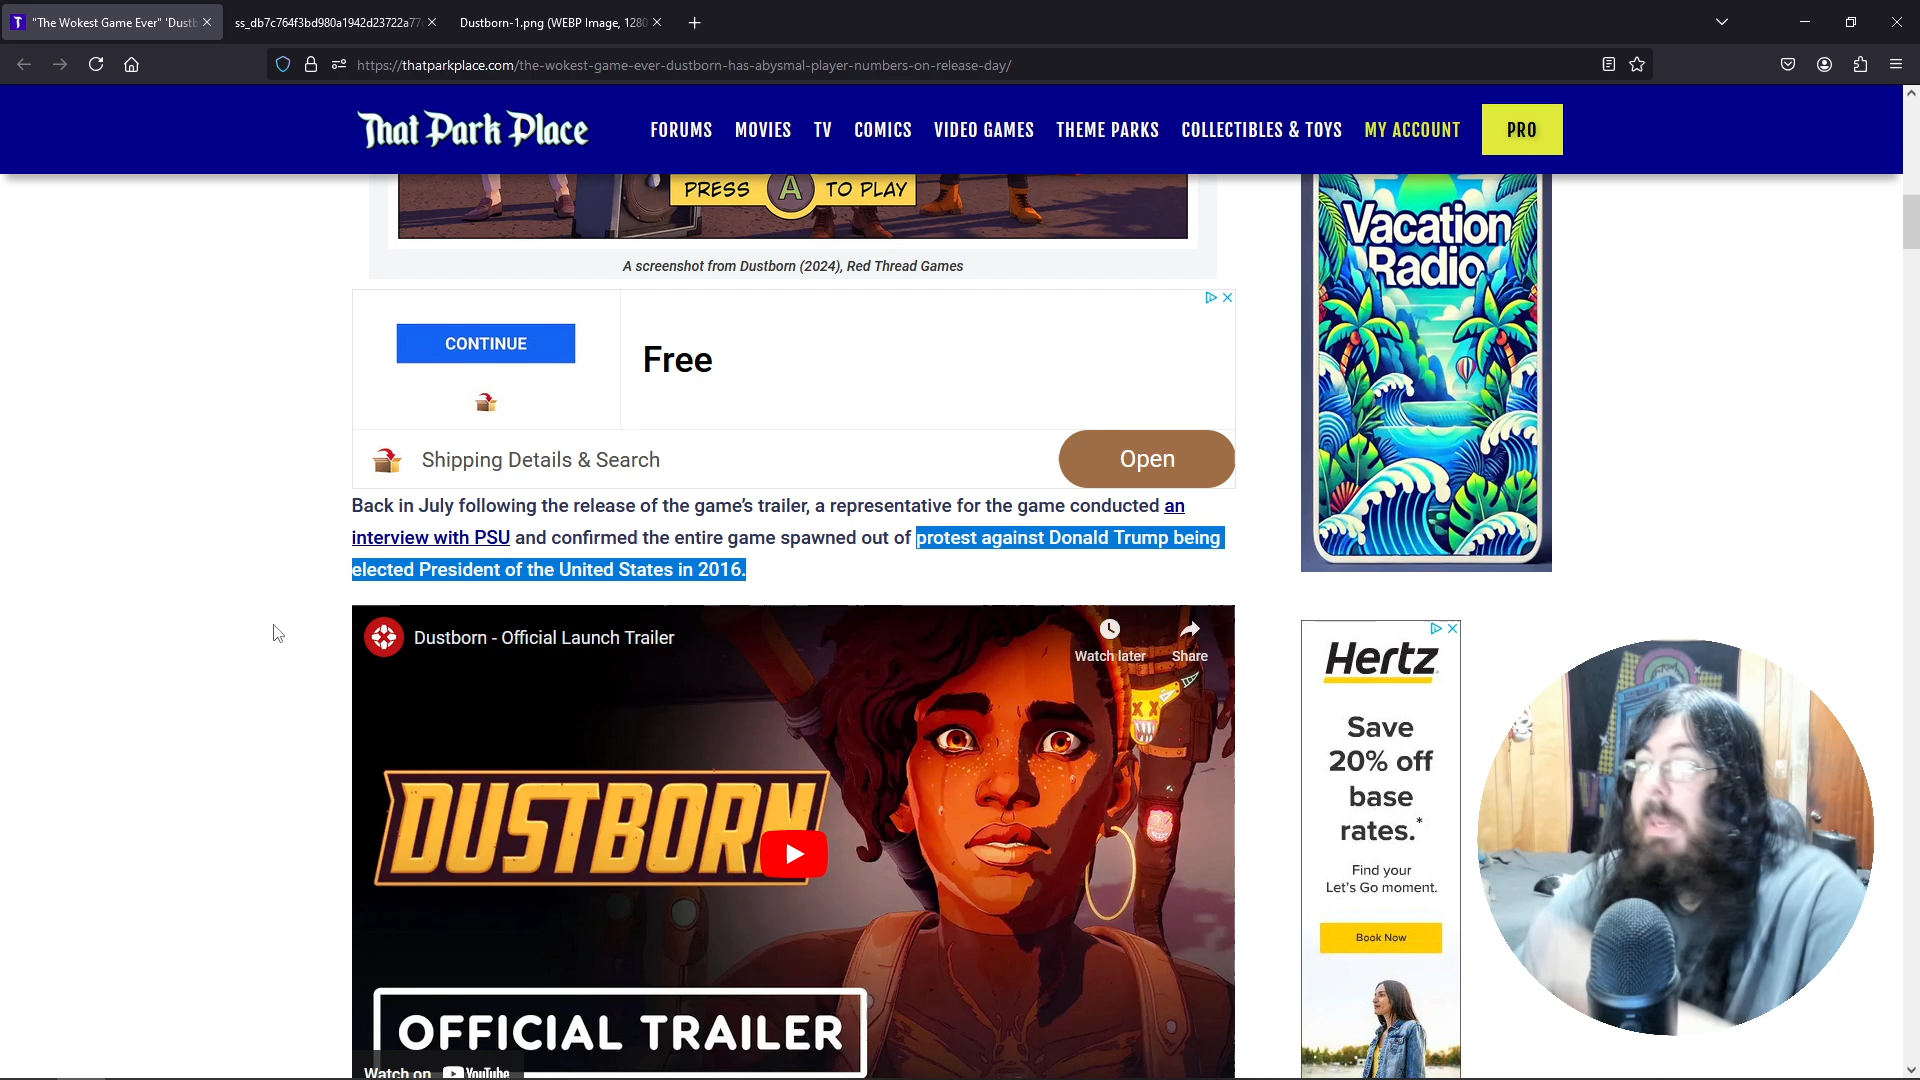 "The Wokest Game Ever" 'Dustb
ss_db7c764f3bd980a1942d23722a77
Dustborn-1.png (WEBP Image, 1280
https://thatparkplace.com/the-wokest-game-ever-dustborn-has-abysmal-player-numbers-on-release-day/
That Park Place
FORUMS MOVIES TV COMICS VIDEO GAMES THEME PARKS COLLECTIBLES & TOYS MY ACCOUNT PRO
PRESS A TO PLAY
A screenshot from Dustborn (2024), Red Thread Games
CONTINUE
Free
Shipping Details & Search
Open
Back in July following the release of the game's trailer, a representative for the game conducted an
interview with PSU and confirmed the entire game spawned out of protest against Donald Trump being
elected President of the United States in 2016.
Dustborn - Official Launch Trailer
Watch later
Share
DUSTBORN
OFFICIAL TRAILER
Watch on YouTube
Vacation
Radio
Hertz
Save
20% off
base
rates.*
Find your
Let's Go moment.
Book Now